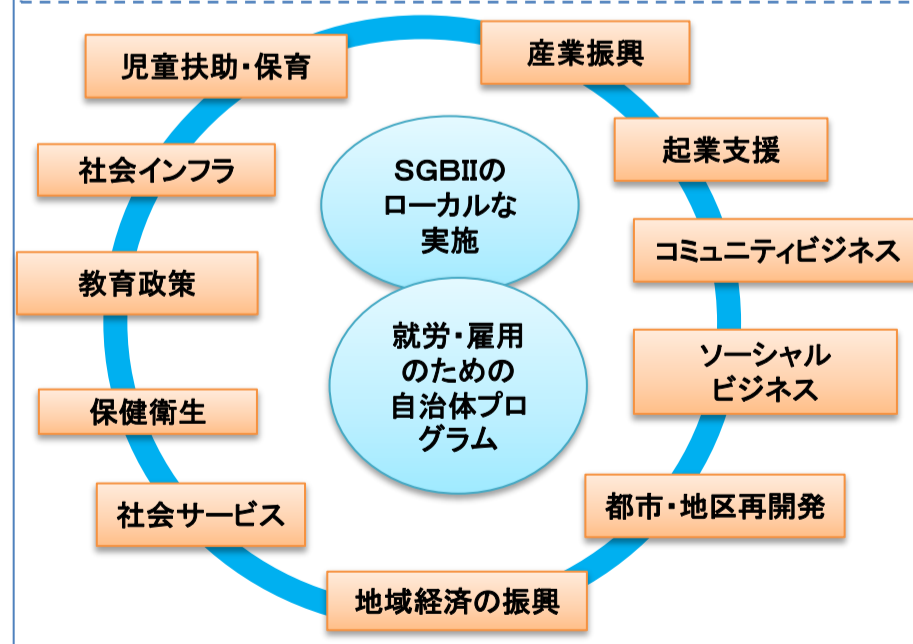 児童扶助・保育
産業振興
社会インフラ
起業支援
SGBIIの
ローカルな
実施
教育政策
コミュニティビジネス
就労・雇用
のための
自治体プロ
グラム
ソーシャル
ビジネス
保健衛生
社会サービス
都市・地区再開発
地域経済の振興